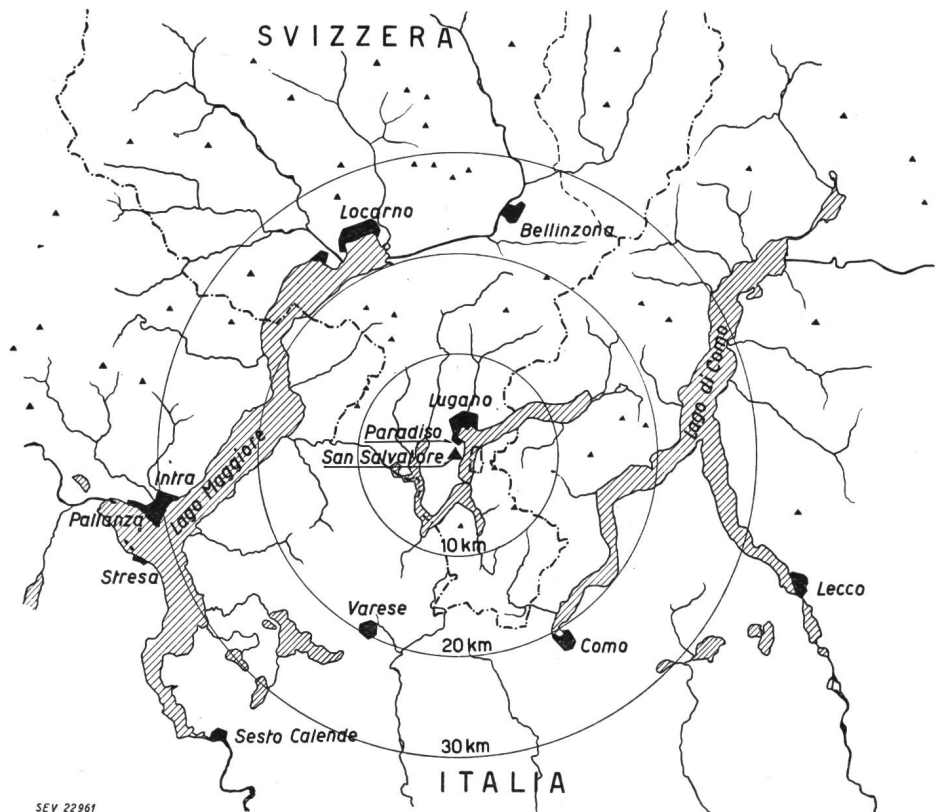 SVIZZERA
Locarno
Bellinzona
Lago di Como
Lugano
Paradiso
San Salvatore
Intra
Lago Maggiore
Pallanza
10 km
Stresa
Lecco
Varese
20 km
Como
Sesto Calende
30 km
ITALIA
SEV 22961